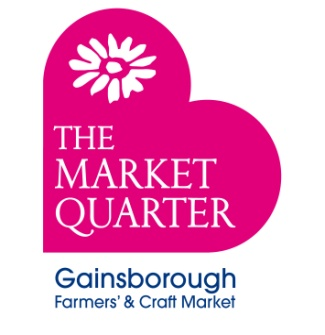 THE
MARKET
QUARTER
Gainsborough
Farmers' & Craft Market